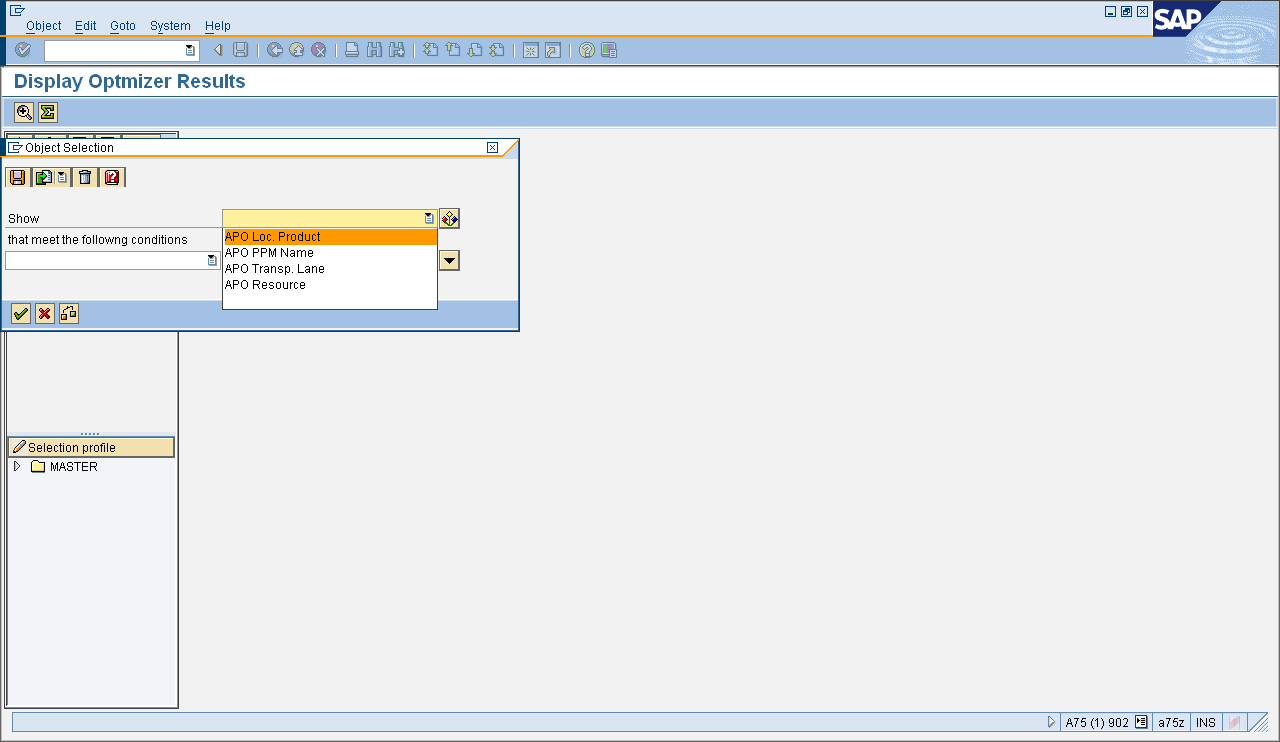 Object Edit Goto System Help
SAP
Display Optmizer Results
Object Selection
Show
APO Loc. Product
that meet the followng conditions
APO PPM Name
APO Transp. Lane
APO Resource
Selection profile
MASTER
A75 (1) 902 a75z INS